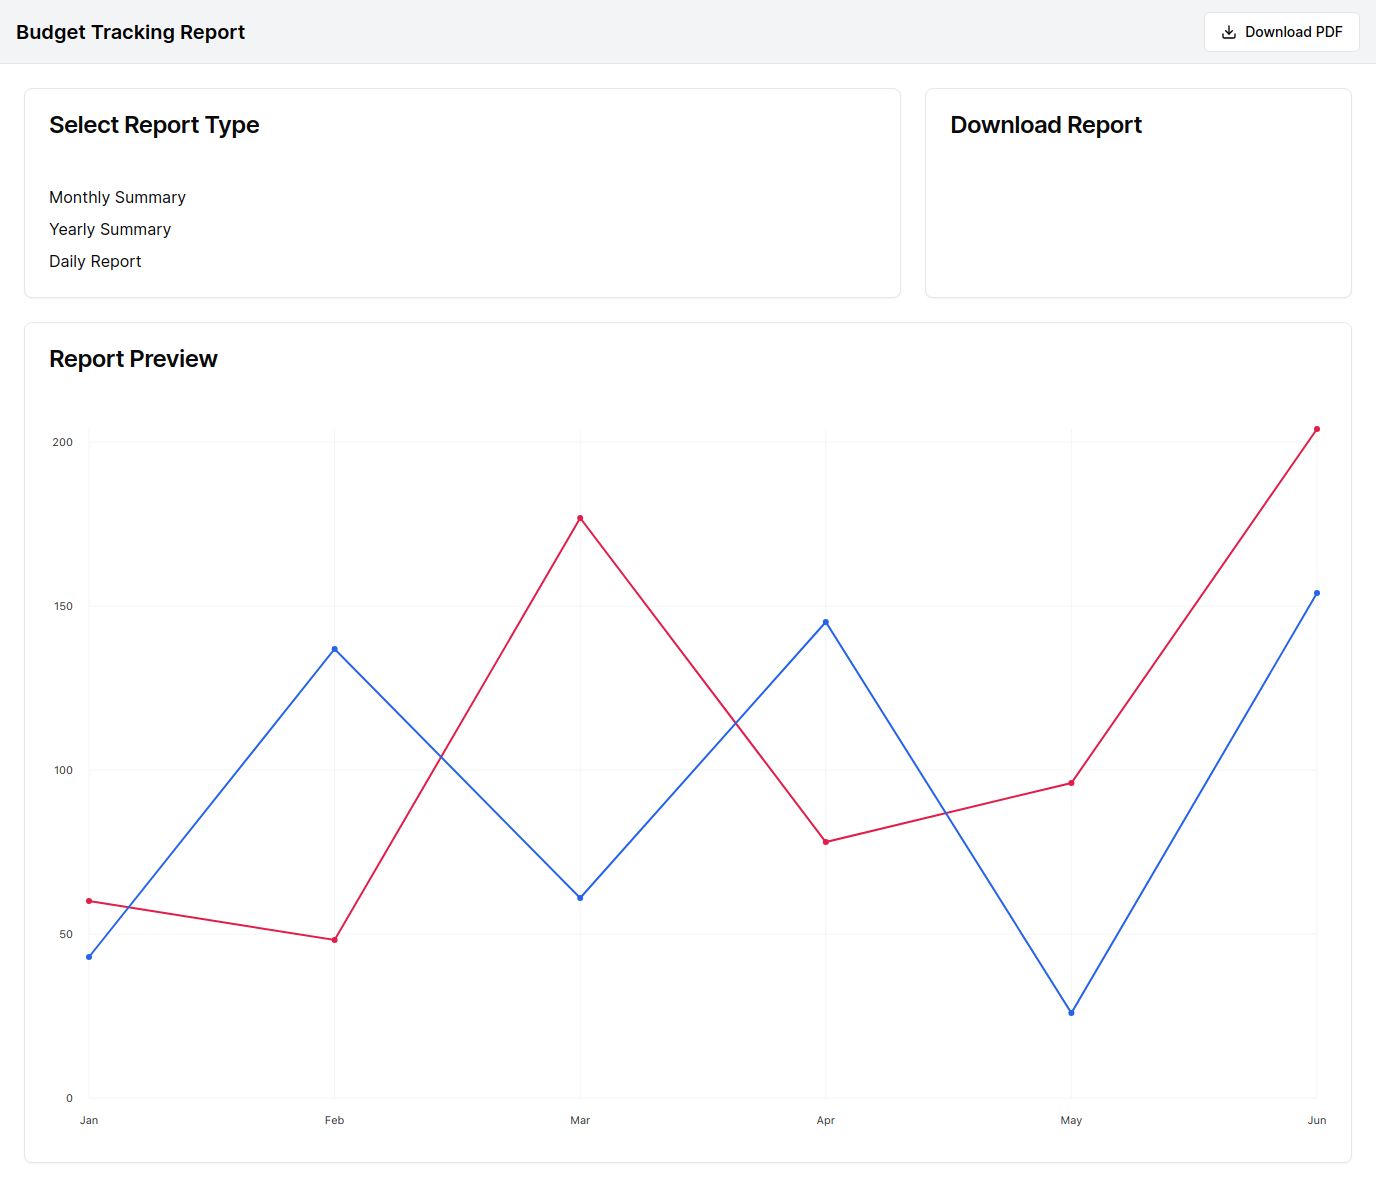 Budget Tracking Report
Download PDF
Select Report Type
Monthly Summary
Yearly Summary
Daily Report
Download Report
Report Preview
200
150
100
50
0
Jan Feb Mar Apr May Jun